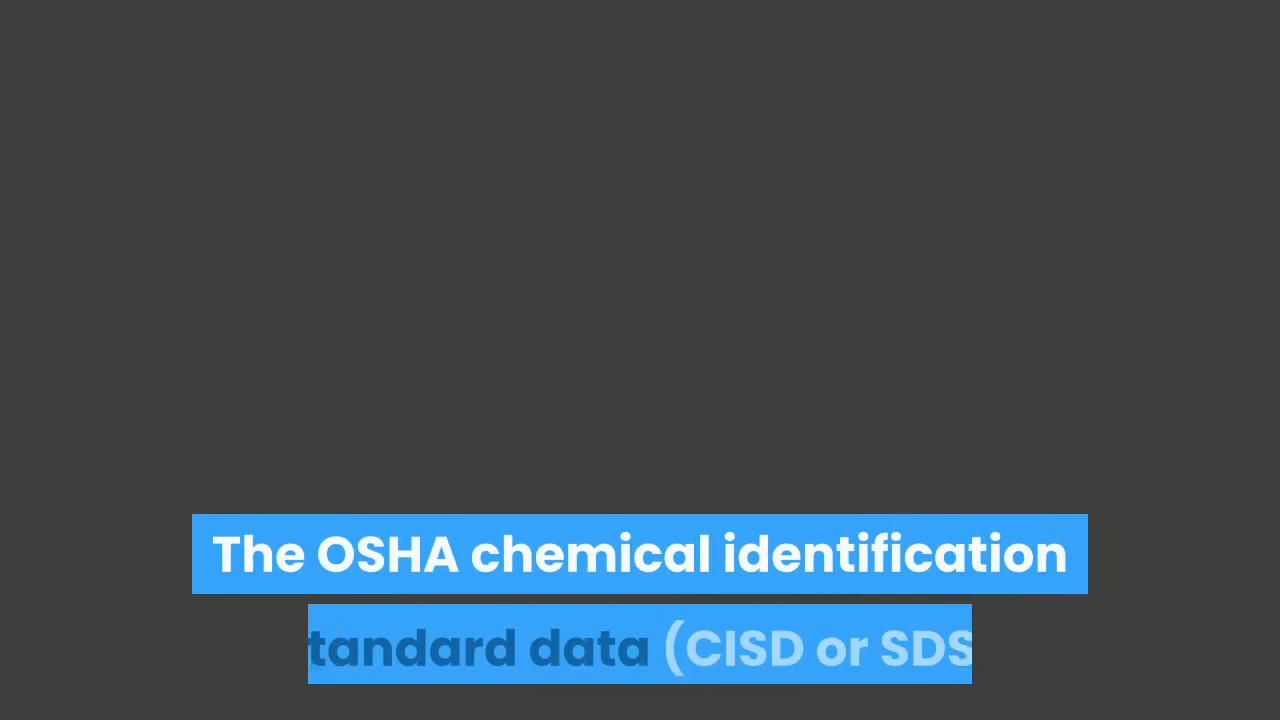 The OSHA chemical identification
tandard data (CISD or SDS